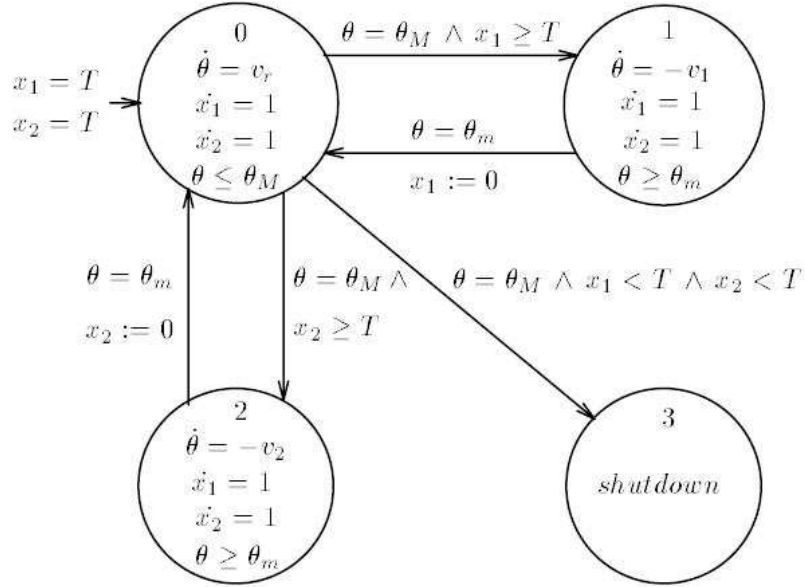 0
θ̇ = v_r
ẋ₁ = 1
ẋ₂ = 1
θ ≤ θ_M
x₁ = T
x₂ = T
θ = θ_M ∧ x₁ ≥ T
1
θ̇ = −v₁
ẋ₁ = 1
ẋ₂ = 1
θ ≥ θ_m
θ = θ_m
x₁ := 0
θ = θ_m
x₂ := 0
θ = θ_M ∧
x₂ ≥ T
θ = θ_M ∧ x₁ < T ∧ x₂ < T
2
θ̇ = −v₂
ẋ₁ = 1
ẋ₂ = 1
θ ≥ θ_m
3
shutdown